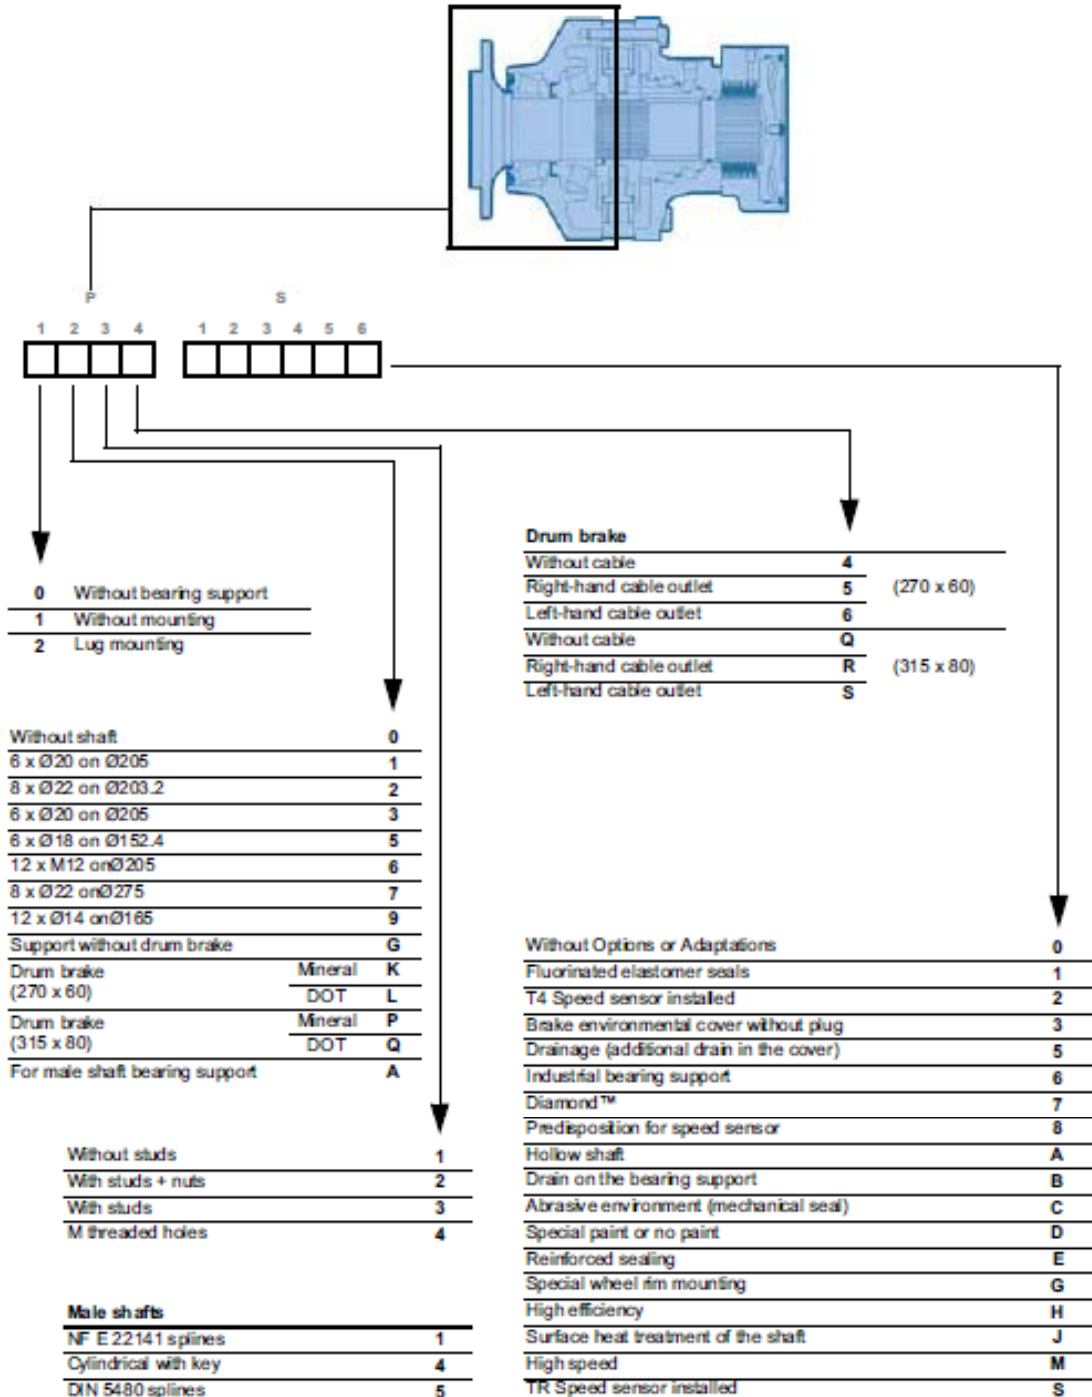 P S
1 2 3 4 1 2 3 4 5 6
0 Without bearing support
1 Without mounting
2 Lug mounting
Drum brake
Without cable 4
Right-hand cable outlet 5 (270 x 60)
Left-hand cable outlet 6
Without cable Q
Right-hand cable outlet R (315 x 80)
Left-hand cable outlet S
Without shaft 0
6 x Ø20 on Ø205 1
8 x Ø22 on Ø203.2 2
6 x Ø20 on Ø205 3
6 x Ø18 on Ø152.4 5
12 x M12 onØ205 6
8 x Ø22 onØ275 7
12 x Ø14 onØ165 9
Support without drum brake G
Drum brake Mineral K
(270 x 60) DOT L
Drum brake Mineral P
(315 x 80) DOT Q
For male shaft bearing support A
Without studs 1
With studs + nuts 2
With studs 3
M threaded holes 4
Male shafts
NF E 22141 splines 1
Cylindrical with key 4
DIN 5480 splines 5
Without Options or Adaptations 0
Fluorinated elastomer seals 1
T4 Speed sensor installed 2
Brake environmental cover without plug 3
Drainage (additional drain in the cover) 5
Industrial bearing support 6
Diamond™ 7
Predisposition for speed sensor 8
Hollow shaft A
Drain on the bearing support B
Abrasive environment (mechanical seal) C
Special paint or no paint D
Reinforced sealing E
Special wheel rim mounting G
High efficiency H
Surface heat treatment of the shaft J
High speed M
TR Speed sensor installed S